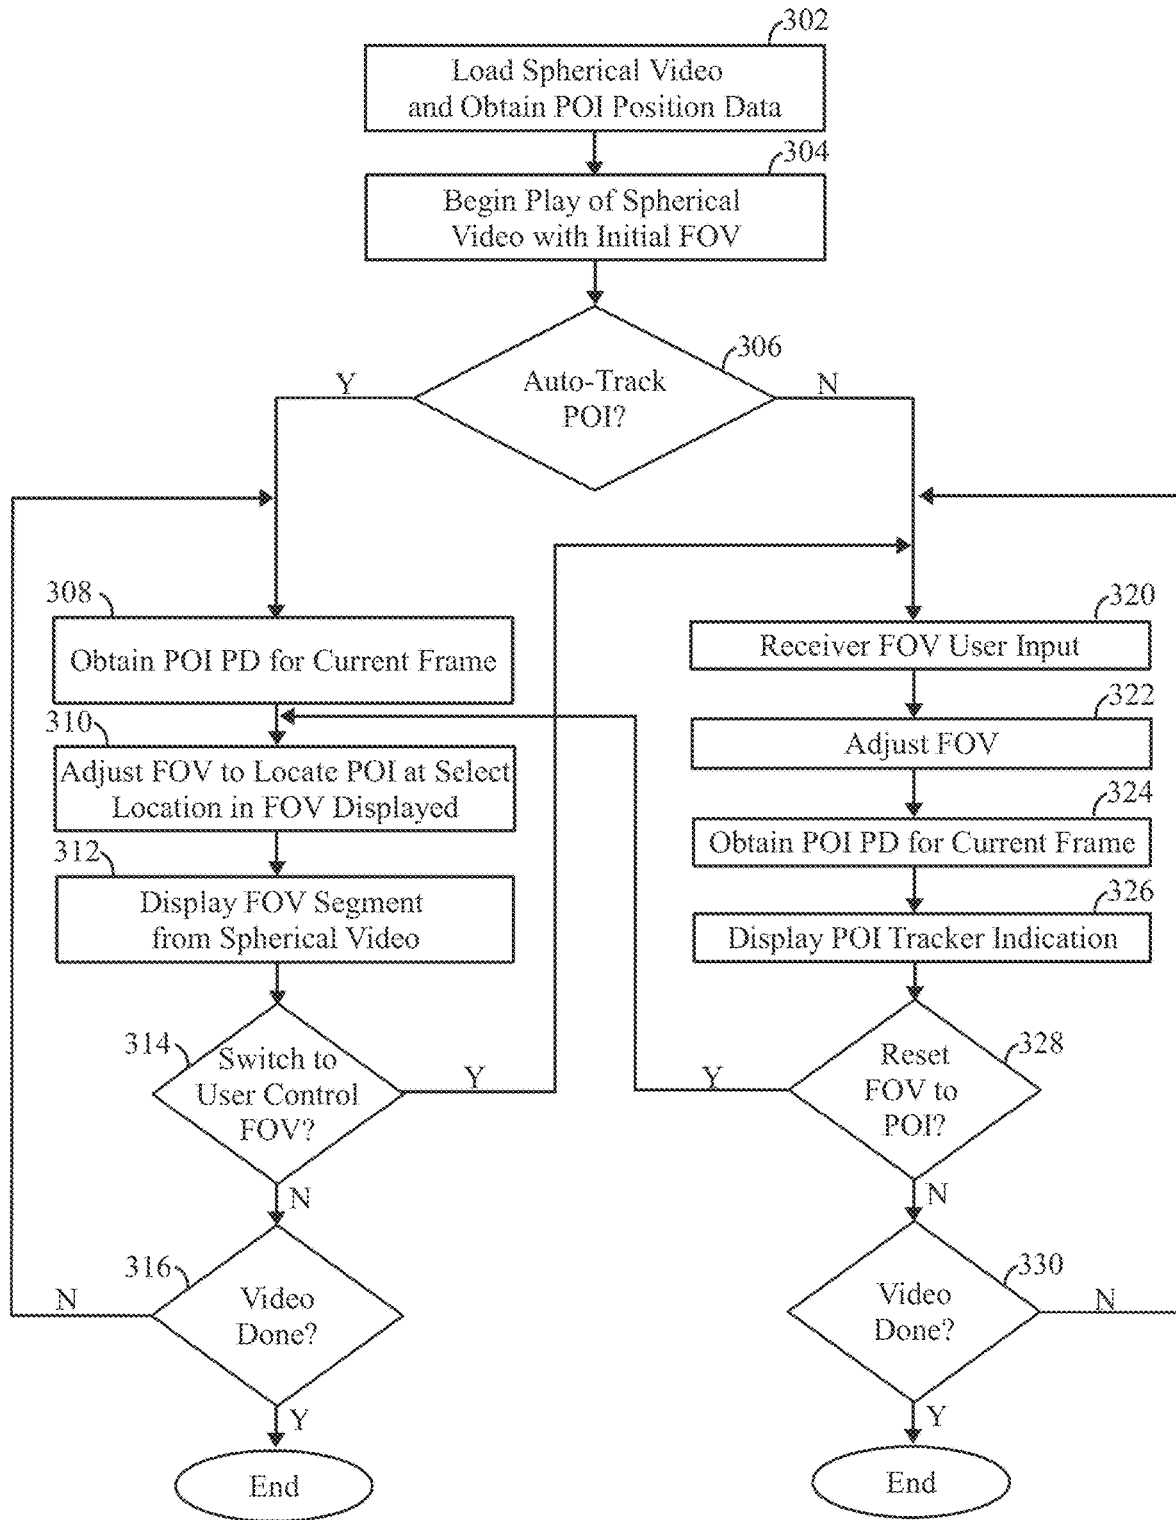 302
Load Spherical Video
and Obtain POI Position Data
304
Begin Play of Spherical
Video with Initial FOV
306
Auto-Track
POI?
Y
N
308
Obtain POI PD for Current Frame
310
Adjust FOV to Locate POI at Select
Location in FOV Displayed
312
Display FOV Segment
from Spherical Video
314
Switch to
User Control
FOV?
Y
N
316
Video
Done?
N
Y
End
320
Receiver FOV User Input
322
Adjust FOV
324
Obtain POI PD for Current Frame
326
Display POI Tracker Indication
328
Reset
FOV to
POI?
Y
N
330
Video
Done?
N
Y
End